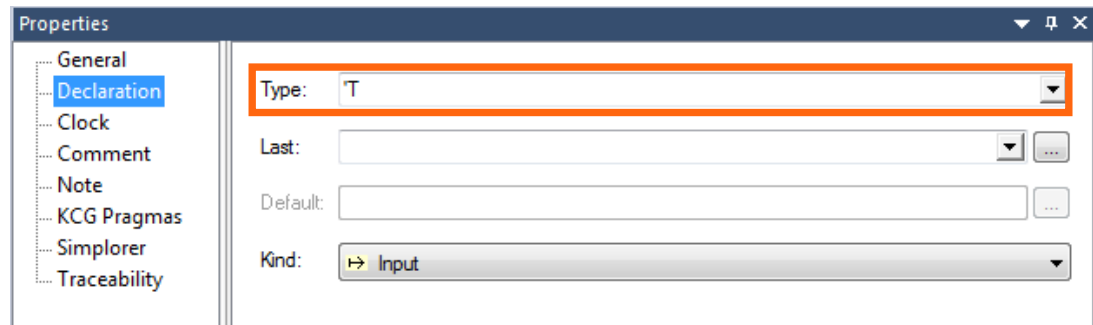 Properties
General
Declaration
Clock
Comment
Note
KCG Pragmas
Simplorer
Traceability
Type: 'T
Last:
...
Default:
...
Kind: Input